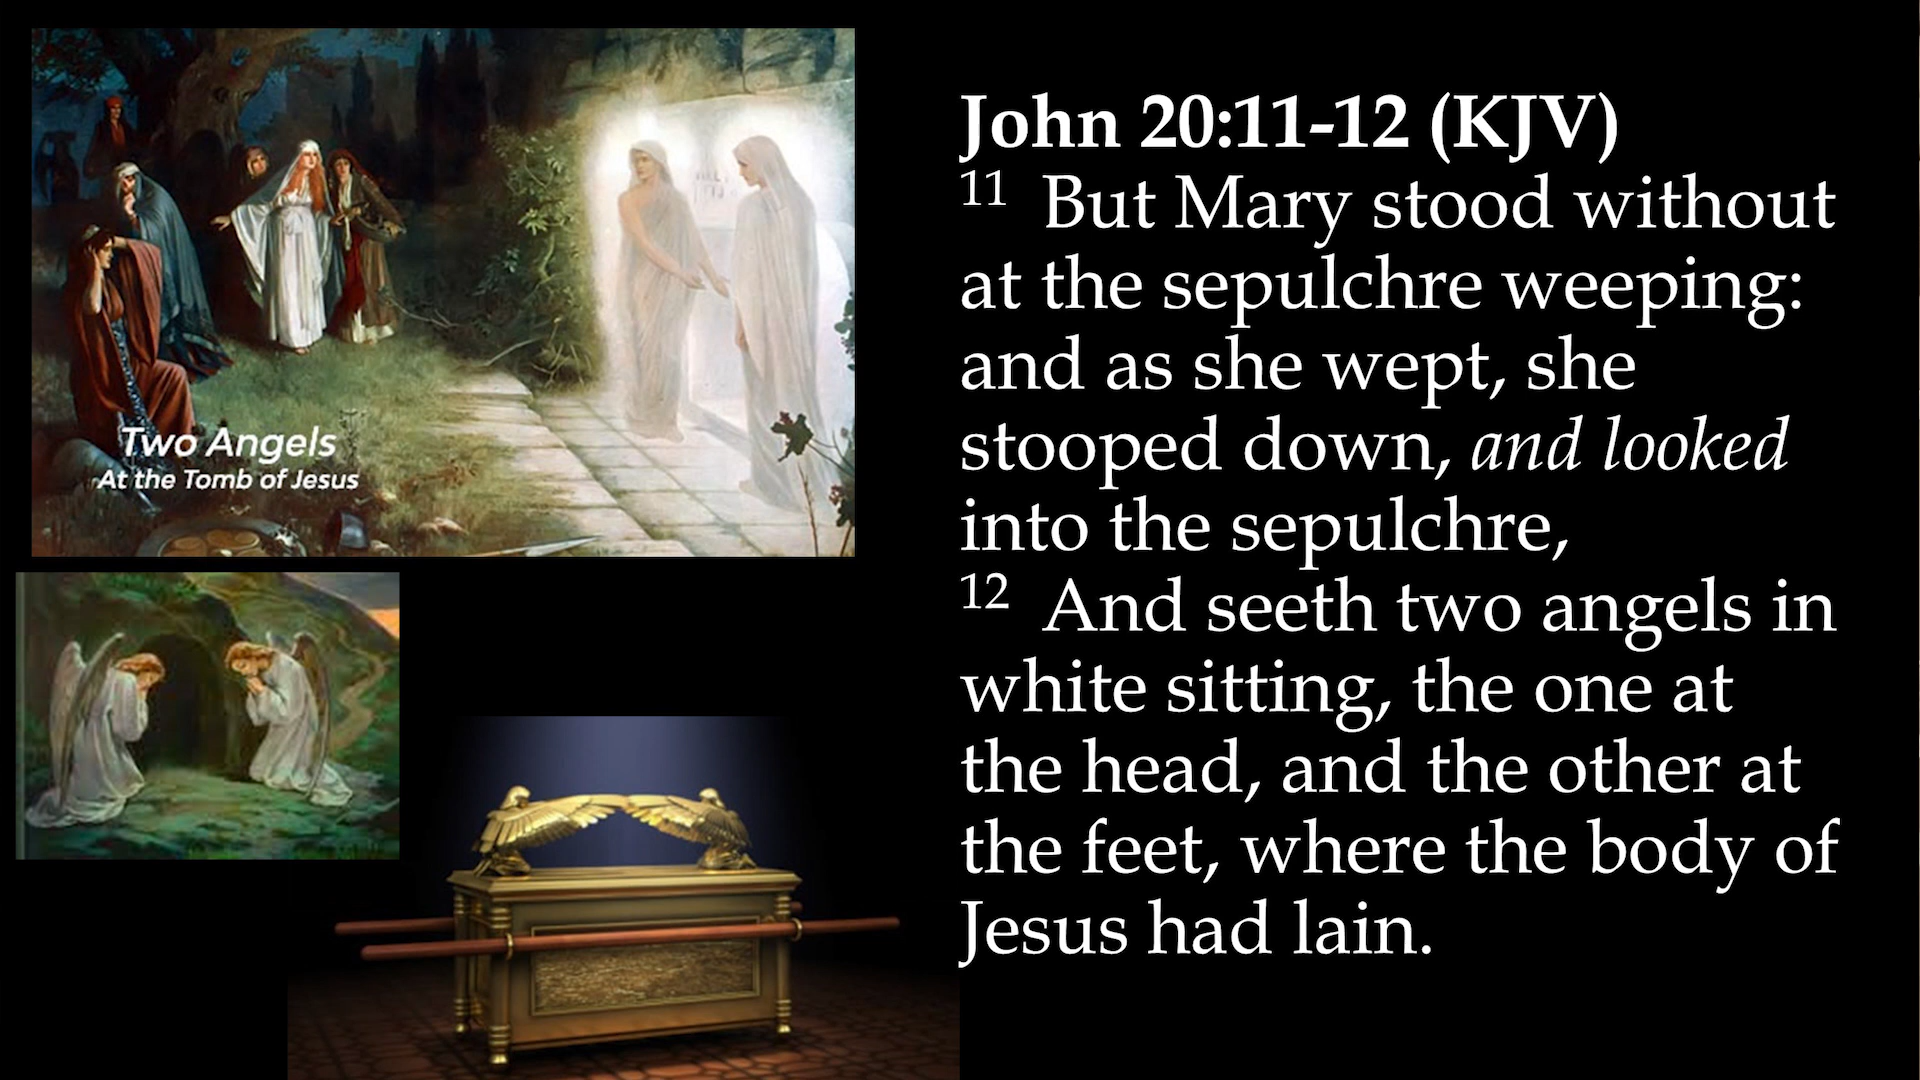 Two Angels
At the Tomb of Jesus
John 20:11-12 (KJV)
11 But Mary stood without
at the sepulchre weeping:
and as she wept, she
stooped down, and looked
into the sepulchre,
12 And seeth two angels in
white sitting, the one at
the head, and the other at
the feet, where the body of
Jesus had lain.